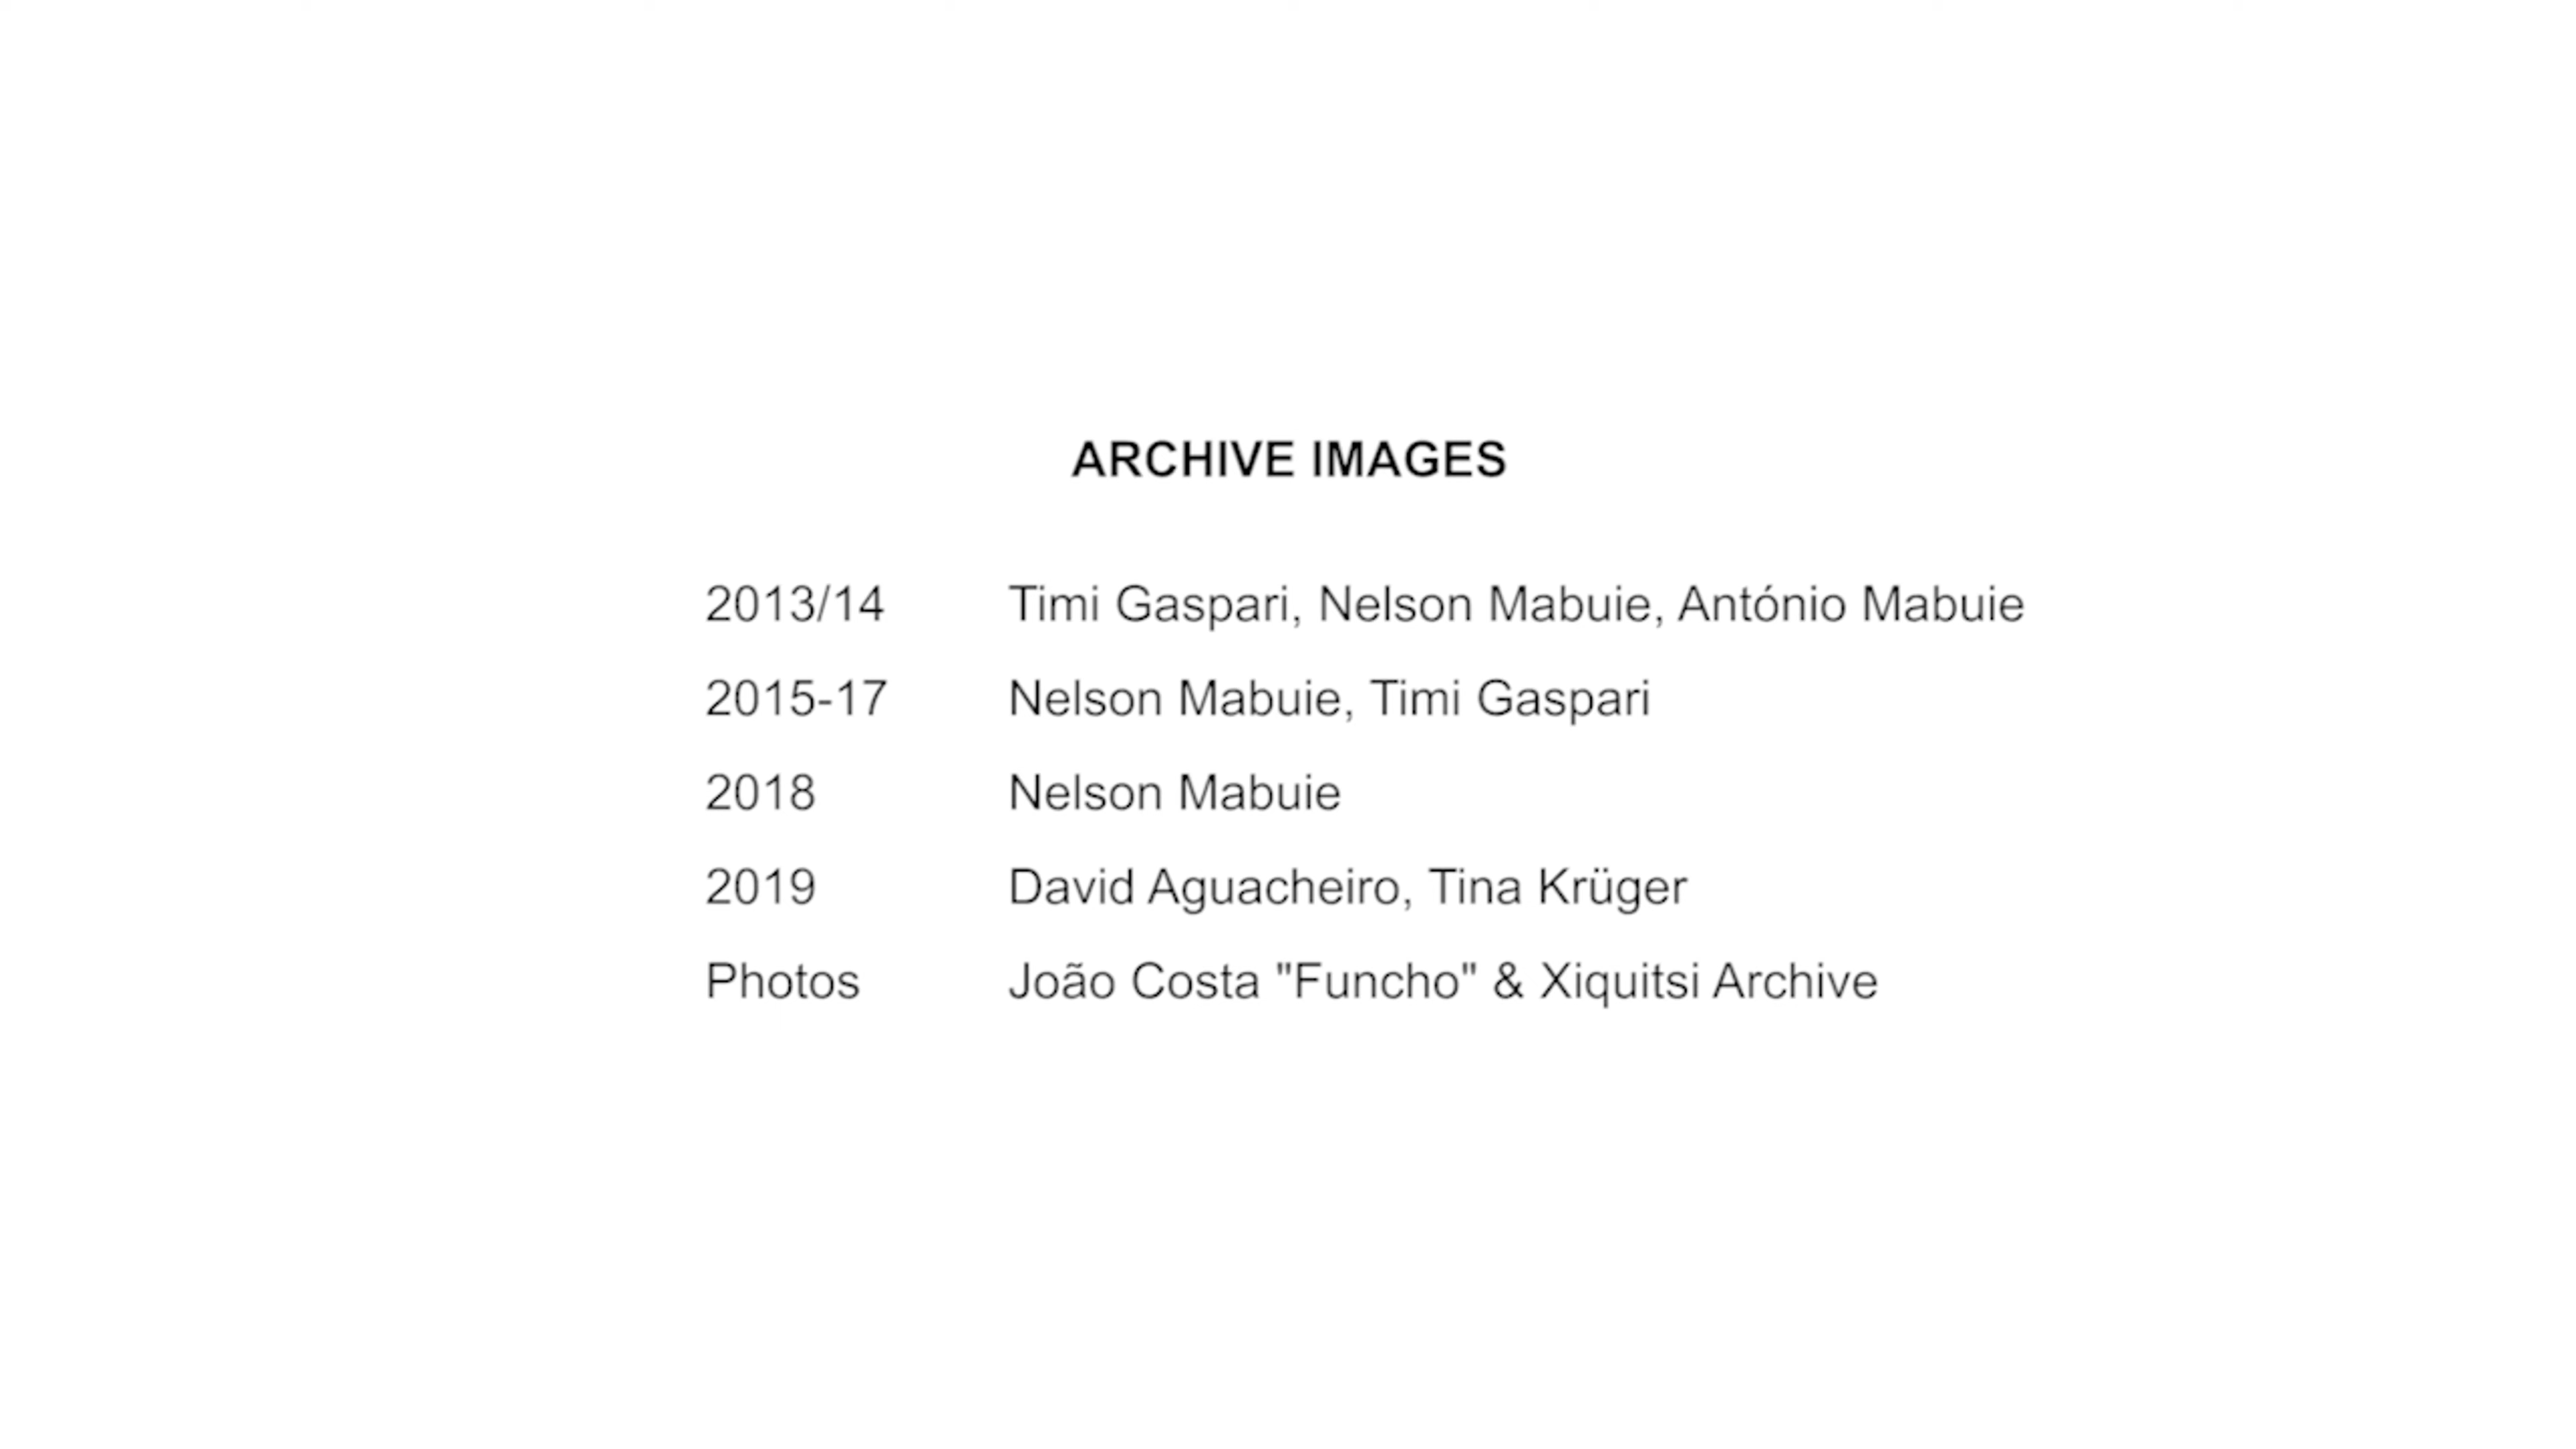 ARCHIVE IMAGES
2013/14 Timi Gaspari, Nelson Mabuie, António Mabuie
2015-17 Nelson Mabuie, Timi Gaspari
2018 Nelson Mabuie
2019 David Aguacheiro, Tina Krüger
Photos João Costa "Funcho" & Xiquitsi Archive